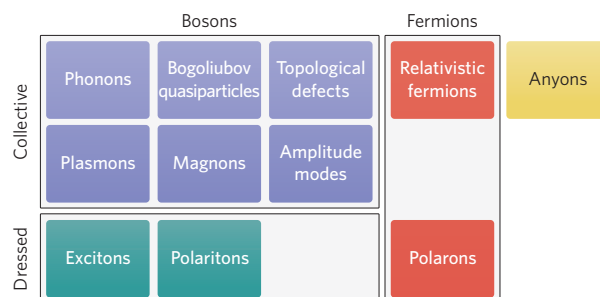 Bosons
Fermions
Collective
Phonons
Bogoliubov
quasiparticles
Topological
defects
Relativistic
fermions
Anyons
Plasmons
Magnons
Amplitude
modes
Dressed
Excitons
Polaritons
Polarons